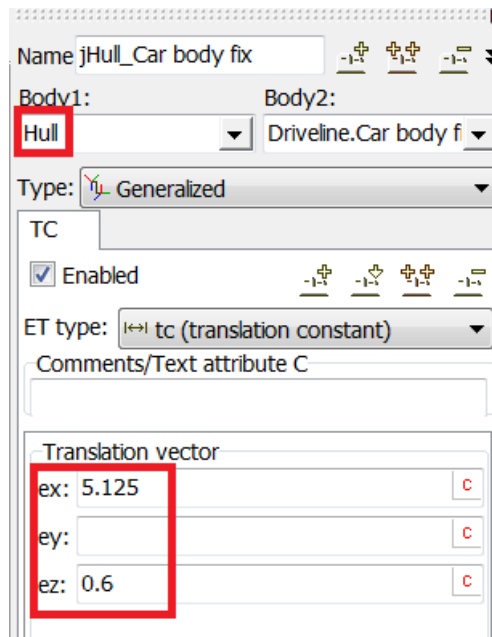 Name jHull_Car body fix
Body1: Body2:
Hull Driveline.Car body fi
Type: Generalized
TC
Enabled
ET type: tc (translation constant)
Comments/Text attribute C
Translation vector
ex: 5.125 C
ey: C
ez: 0.6 C